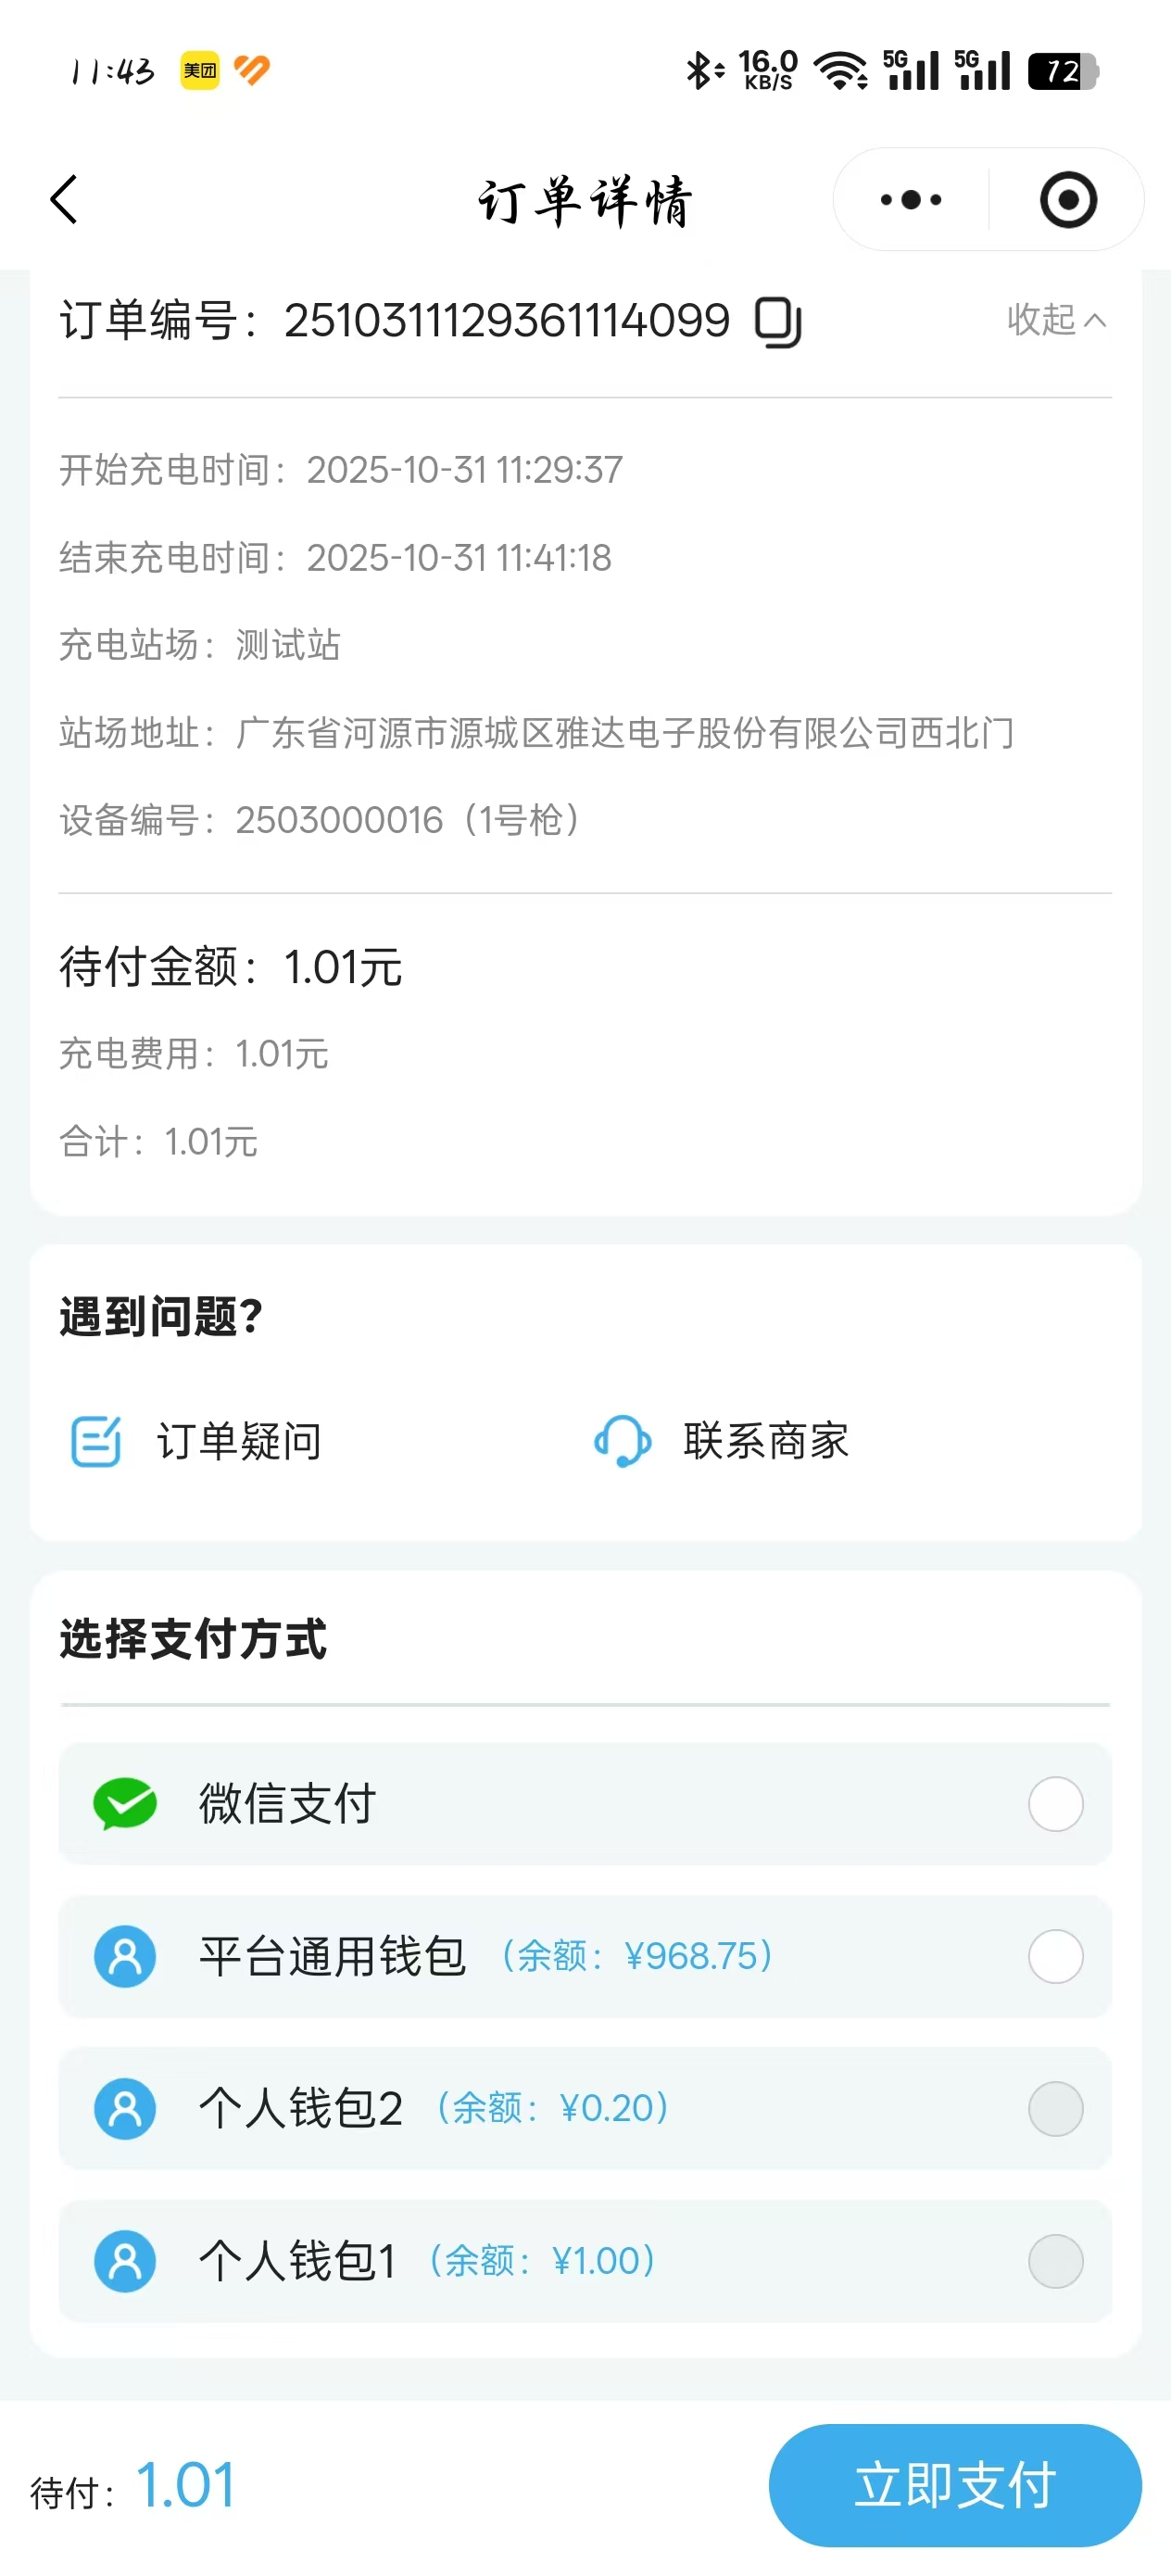 11:43 美团 16.0 KB/S 5G 5G 72
订单详情
订单编号：2510311129361114099 收起
开始充电时间：2025-10-31 11:29:37
结束充电时间：2025-10-31 11:41:18
充电站场：测试站
站场地址：广东省河源市源城区雅达电子股份有限公司西北门
设备编号：2503000016（1号枪）
待付金额：1.01元
充电费用：1.01元
合计：1.01元
遇到问题？
订单疑问 联系商家
选择支付方式
微信支付
平台通用钱包（余额：¥968.75）
个人钱包2（余额：¥0.20）
个人钱包1（余额：¥1.00）
待付：1.01 立即支付